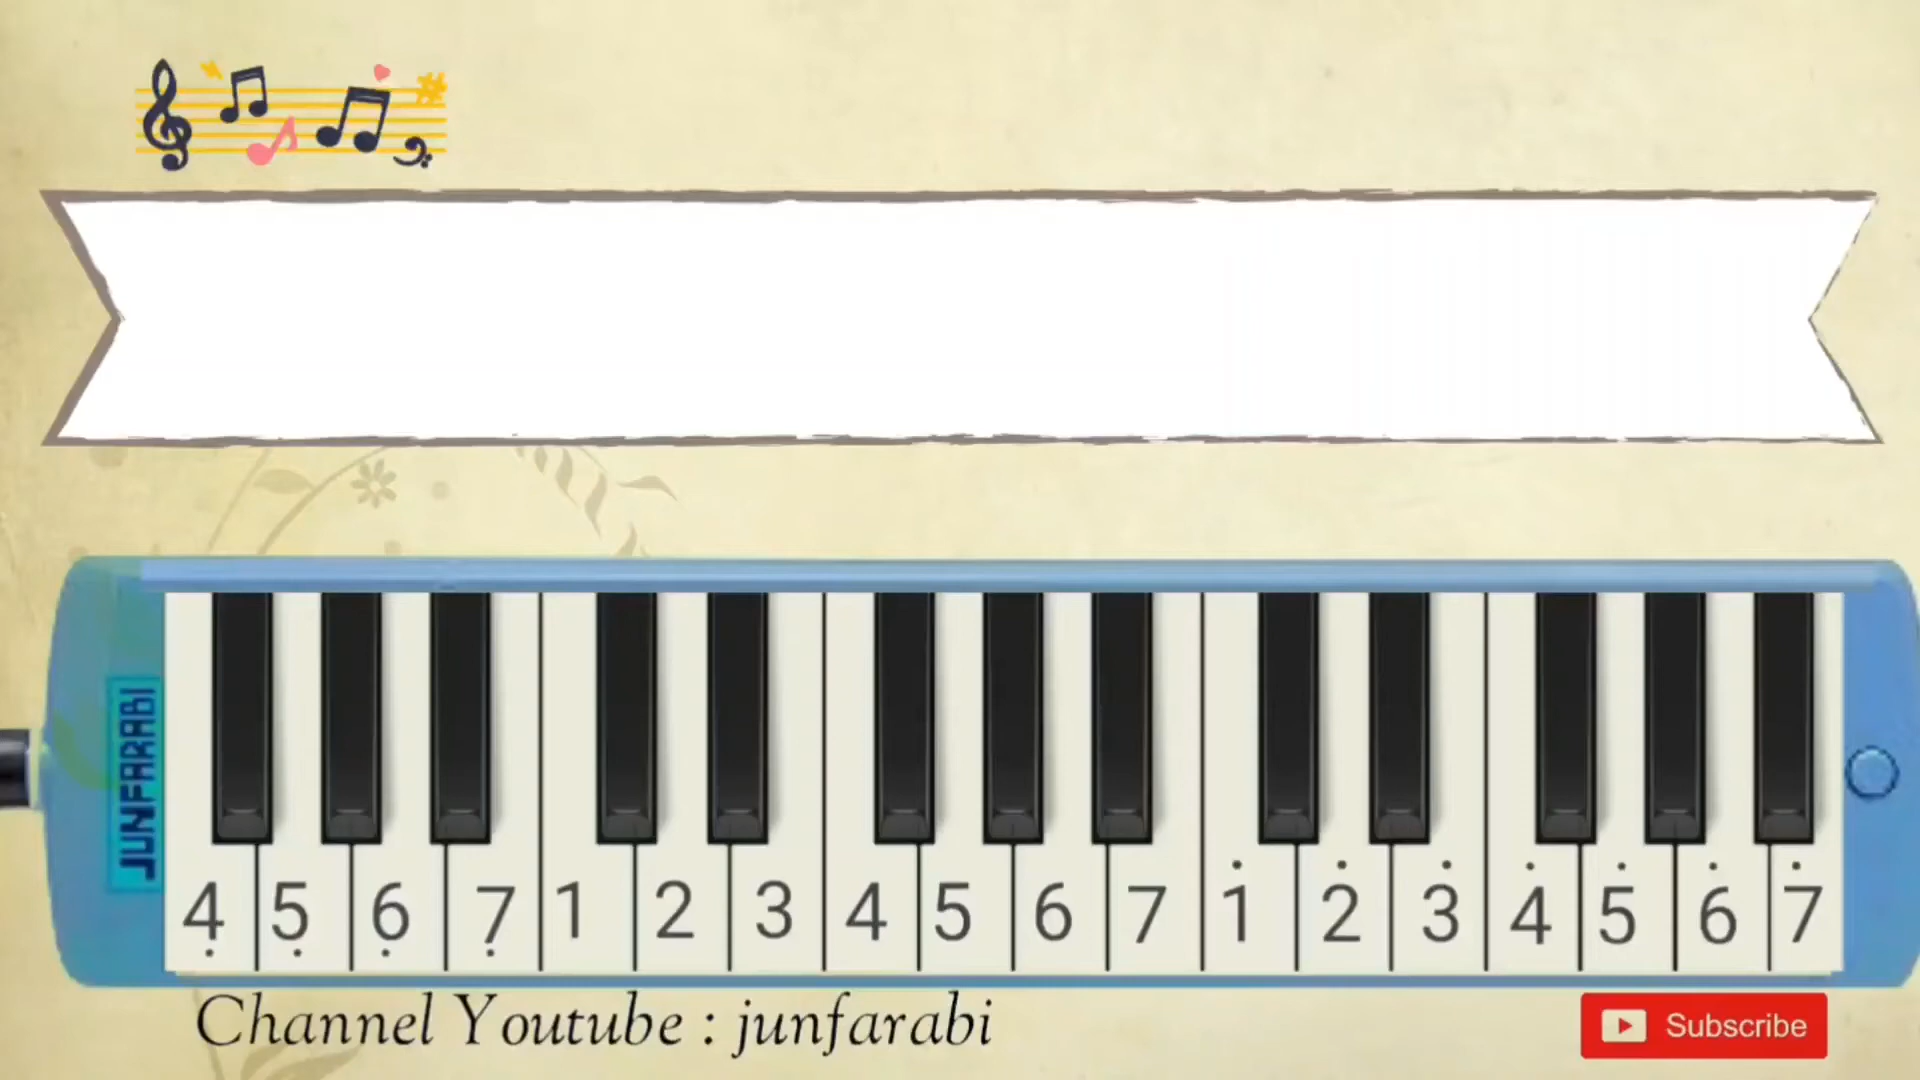 JUNFARABI
4̣ 5̣ 6̣ 7̣ 1 2 3 4 5 6 7 1̇ 2̇ 3̇ 4̇ 5̇ 6̇ 7̇
Channel Youtube : junfarabi
Subscribe